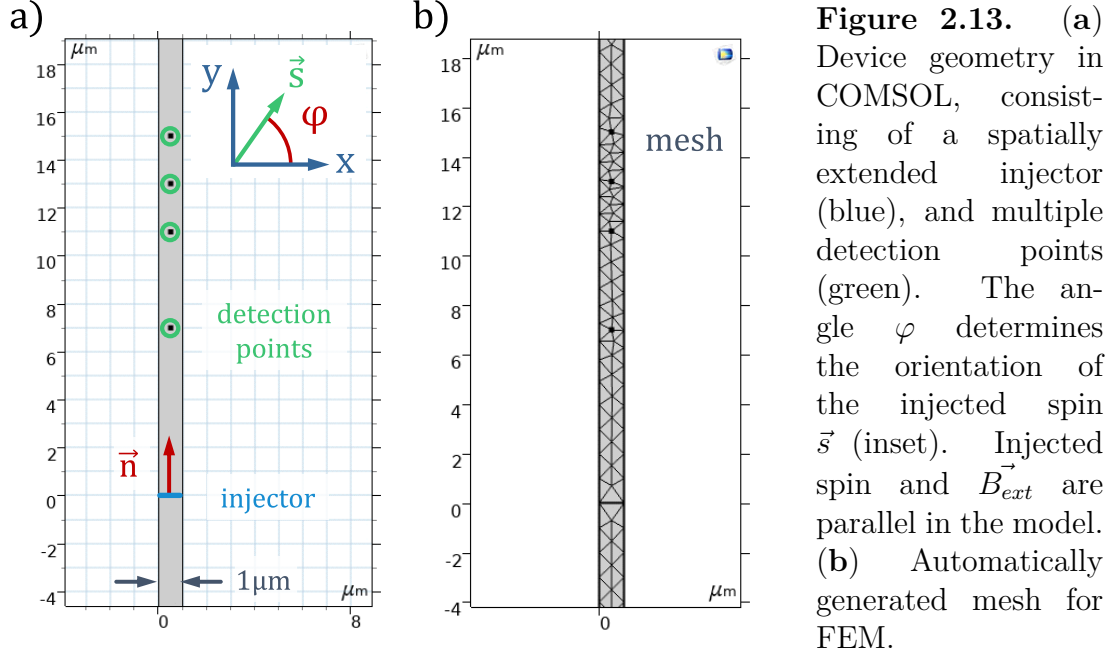 a)
μm
18
16
14
12
10
8
6
4
2
0
-2
-4
y
s
φ
x
detection
points
n
injector
1μm
μm
0
8
b)
μm
18
16
14
12
10
8
6
4
2
0
-2
-4
mesh
μm
0
Figure 2.13. (a)
Device geometry in
COMSOL, consist-
ing of a spatially
extended injector
(blue), and multiple
detection points
(green). The an-
gle φ determines
the orientation of
the injected spin
s⃗ (inset). Injected
spin and B⃗ext are
parallel in the model.
(b) Automatically
generated mesh for
FEM.